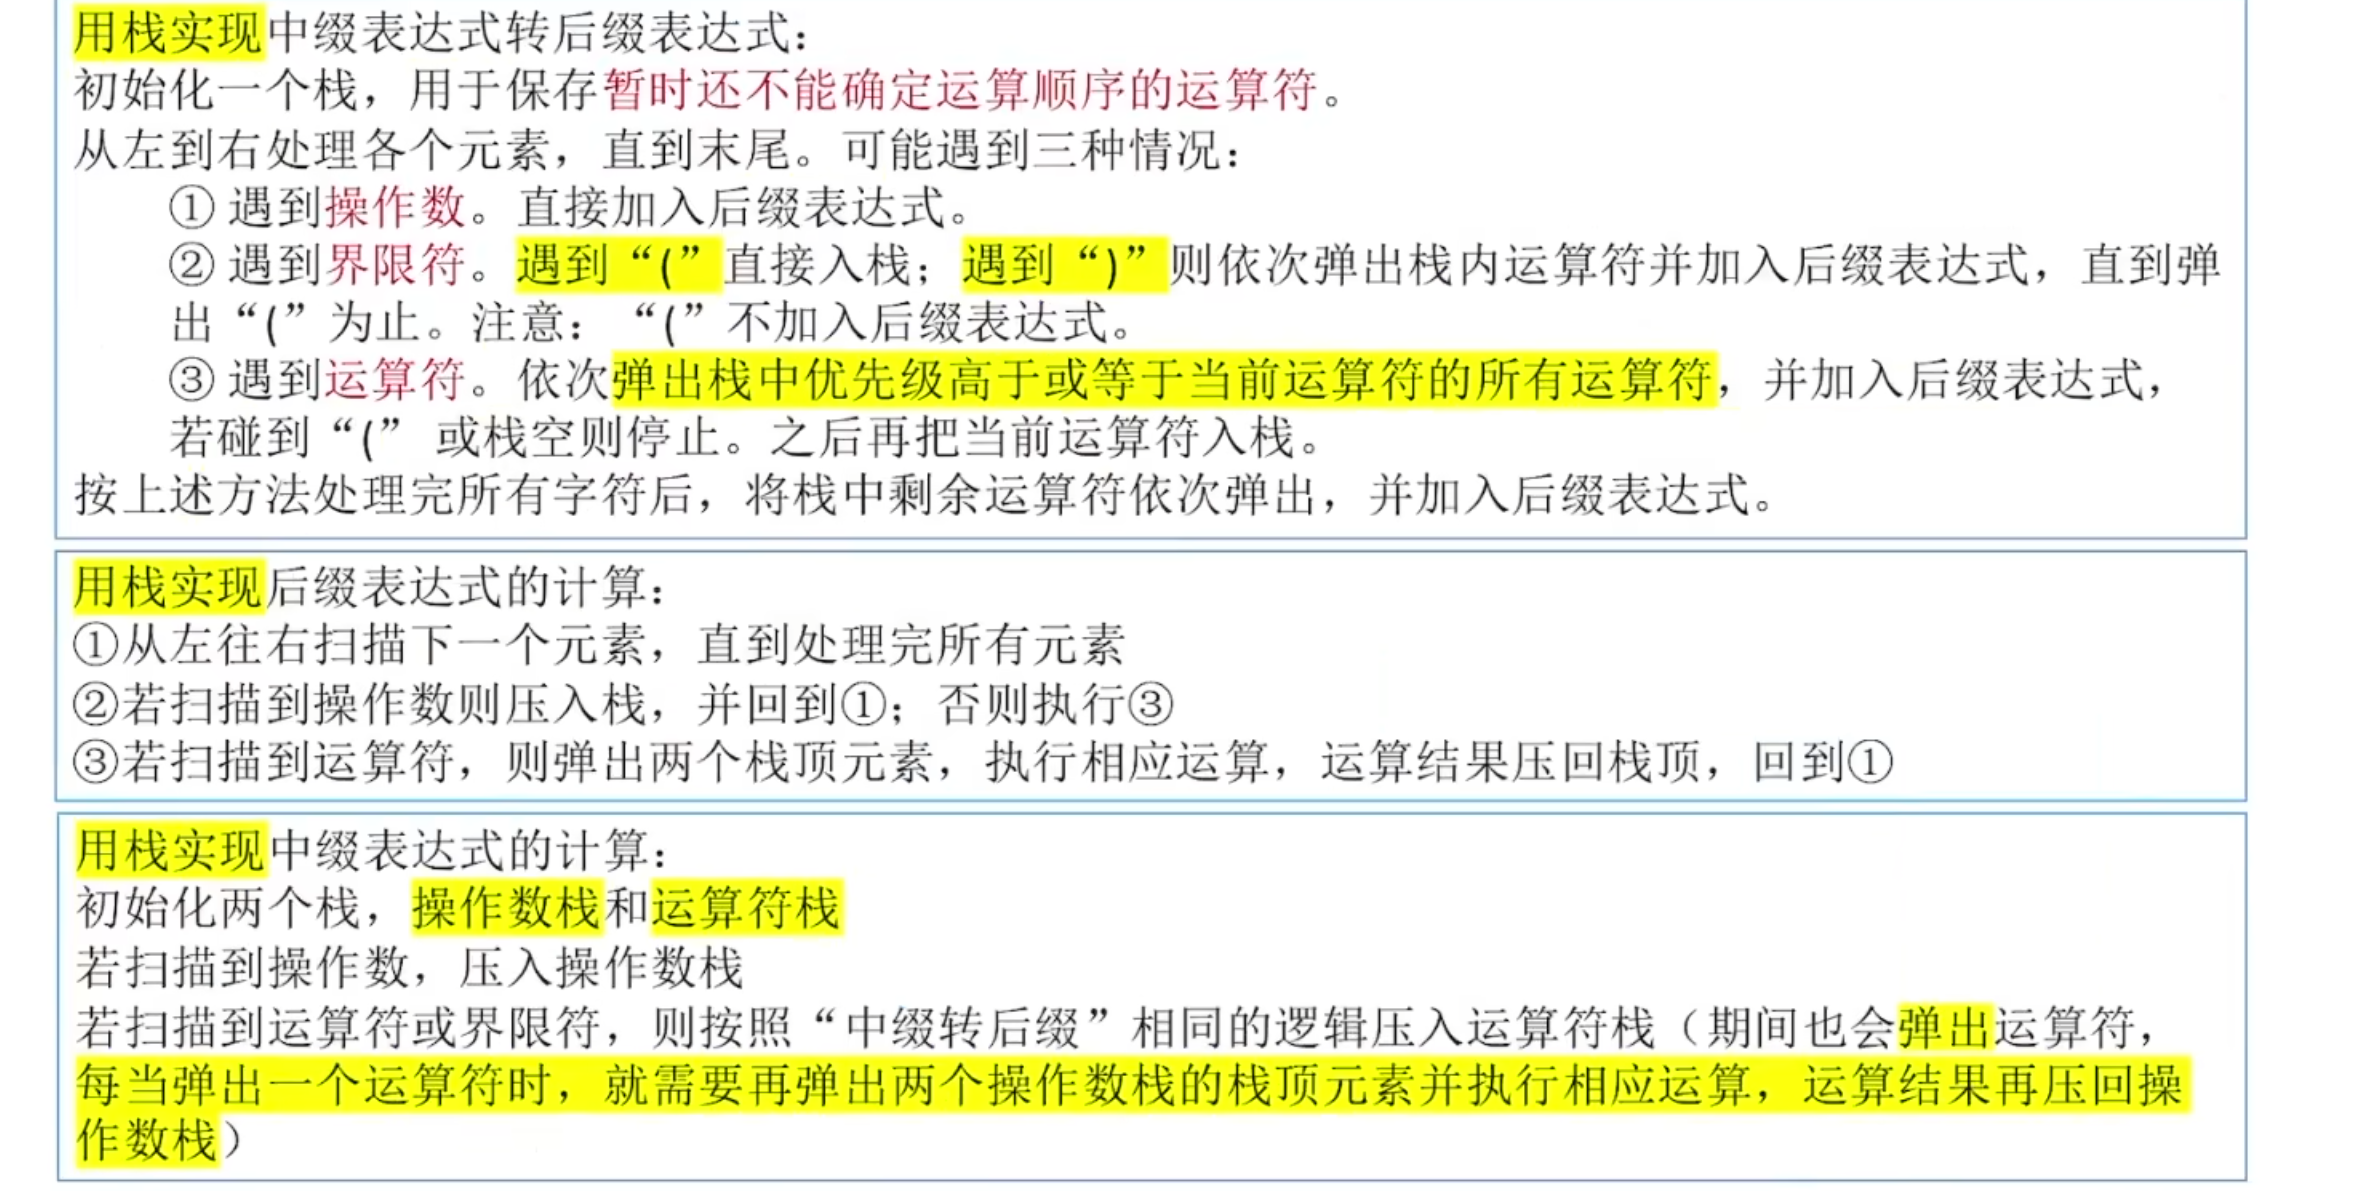 用栈实现中缀表达式转后缀表达式：
初始化一个栈，用于保存暂时还不能确定运算顺序的运算符。
从左到右处理各个元素，直到末尾。可能遇到三种情况：
① 遇到操作数。直接加入后缀表达式。
② 遇到界限符。遇到“(”直接入栈；遇到“)”则依次弹出栈内运算符并加入后缀表达式，直到弹
出“(”为止。注意：“(”不加入后缀表达式。
③ 遇到运算符。依次弹出栈中优先级高于或等于当前运算符的所有运算符，并加入后缀表达式，
若碰到“(” 或栈空则停止。之后再把当前运算符入栈。
按上述方法处理完所有字符后，将栈中剩余运算符依次弹出，并加入后缀表达式。
用栈实现后缀表达式的计算：
①从左往右扫描下一个元素，直到处理完所有元素
②若扫描到操作数则压入栈，并回到①；否则执行③
③若扫描到运算符，则弹出两个栈顶元素，执行相应运算，运算结果压回栈顶，回到①
用栈实现中缀表达式的计算：
初始化两个栈，操作数栈和运算符栈
若扫描到操作数，压入操作数栈
若扫描到运算符或界限符，则按照“中缀转后缀”相同的逻辑压入运算符栈（期间也会弹出运算符，
每当弹出一个运算符时，就需要再弹出两个操作数栈的栈顶元素并执行相应运算，运算结果再压回操
作数栈）